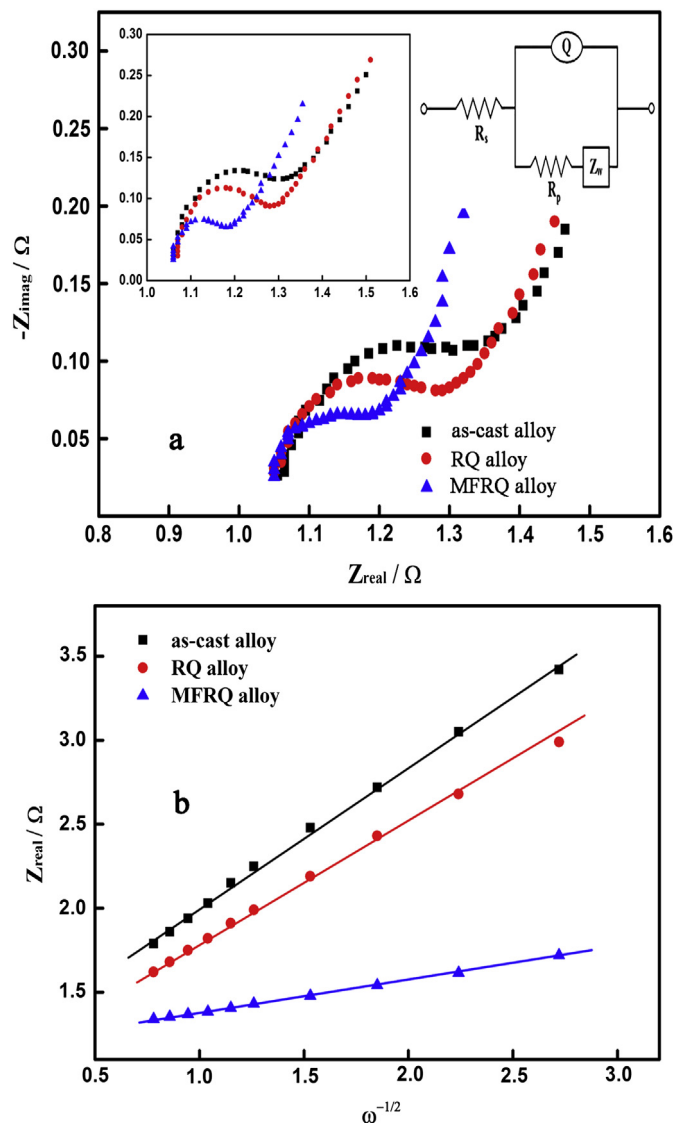 0.30
0.25
0.20
0.15
0.10
0.05
-Zimag / Ω
0.30
0.25
0.20
0.15
0.10
0.05
0.00
1.0 1.1 1.2 1.3 1.4 1.5 1.6
Q
Rs
Rp
Zw
a
as-cast alloy
RQ alloy
MFRQ alloy
0.8 0.9 1.0 1.1 1.2 1.3 1.4 1.5 1.6
Zreal / Ω
as-cast alloy
RQ alloy
MFRQ alloy
b
3.5
3.0
2.5
2.0
1.5
1.0
Zreal / Ω
0.5 1.0 1.5 2.0 2.5 3.0
ω−1/2